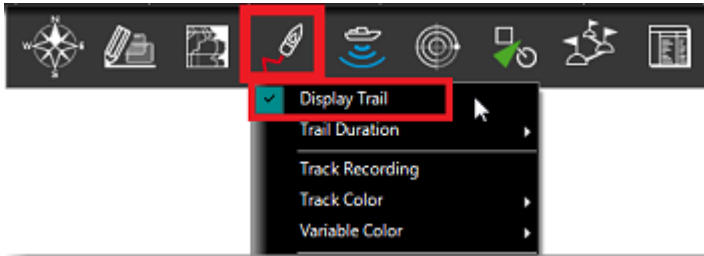 N
W
S
Display Trail
Trail Duration
Track Recording
Track Color
Variable Color